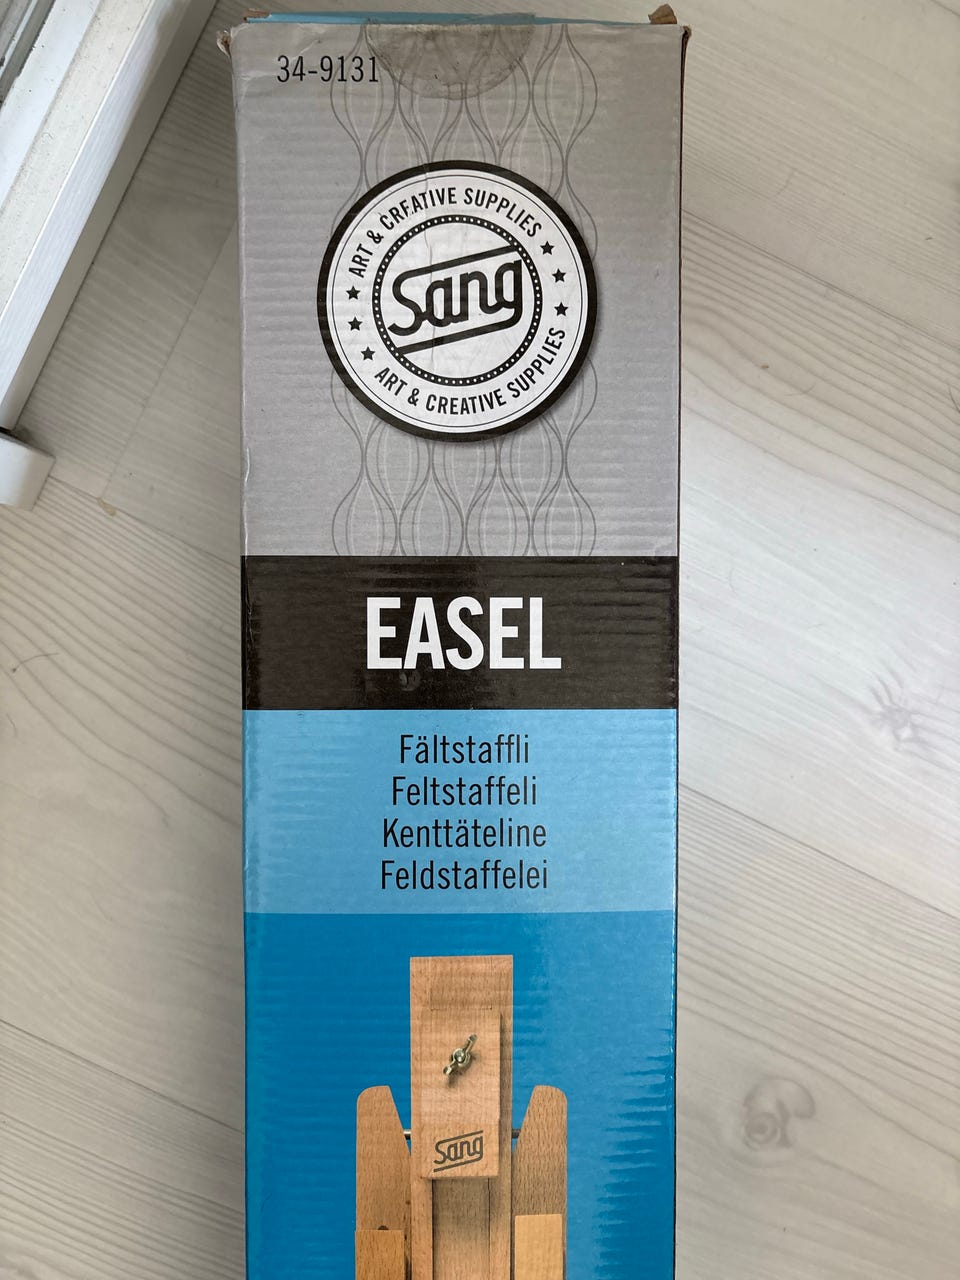 34-9131
ART & CREATIVE SUPPLIES
Sang
ART & CREATIVE SUPPLIES
EASEL
Fältstaffli
Feltstaffeli
Kenttäteline
Feldstaffelei
Sang